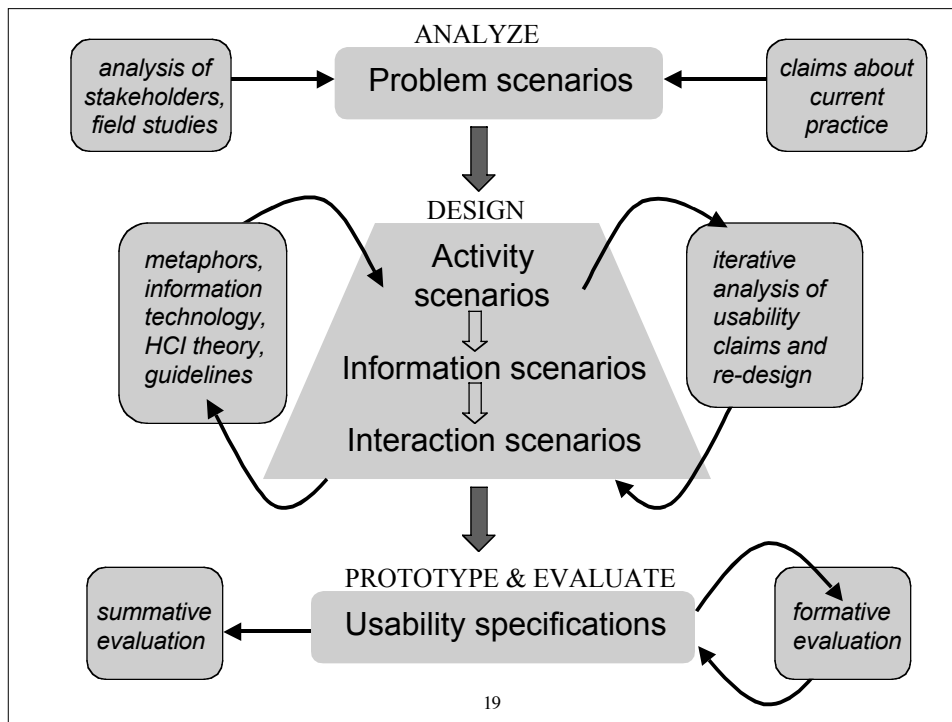 ANALYZE
analysis of
stakeholders,
field studies
Problem scenarios
claims about
current
practice
DESIGN
metaphors,
information
technology,
HCI theory,
guidelines
Activity
scenarios
Information scenarios
Interaction scenarios
iterative
analysis of
usability
claims and
re-design
PROTOTYPE & EVALUATE
summative
evaluation
Usability specifications
formative
evaluation
19